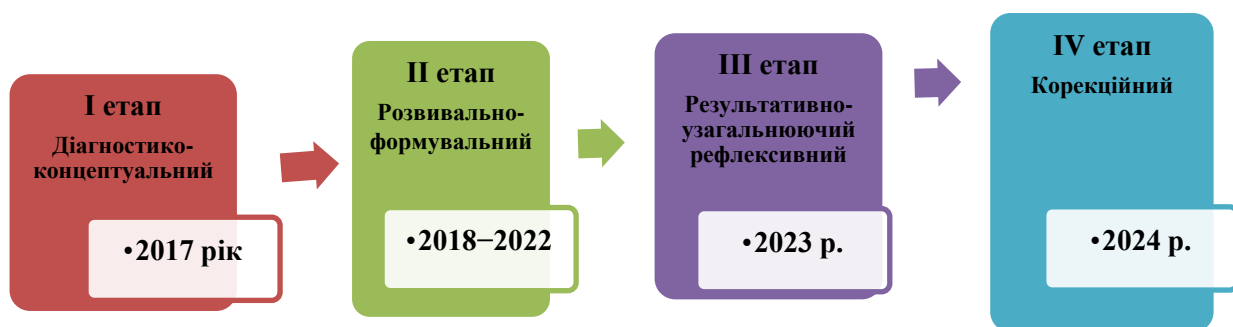 І етап
Діагностико-
концептуальний
•2017 рік
ІІ етап
Розвивально-
формувальний
•2018–2022
ІІІ етап
Результативно-
узагальнюючий
рефлексивний
•2023 р.
IV етап
Корекційний
•2024 р.